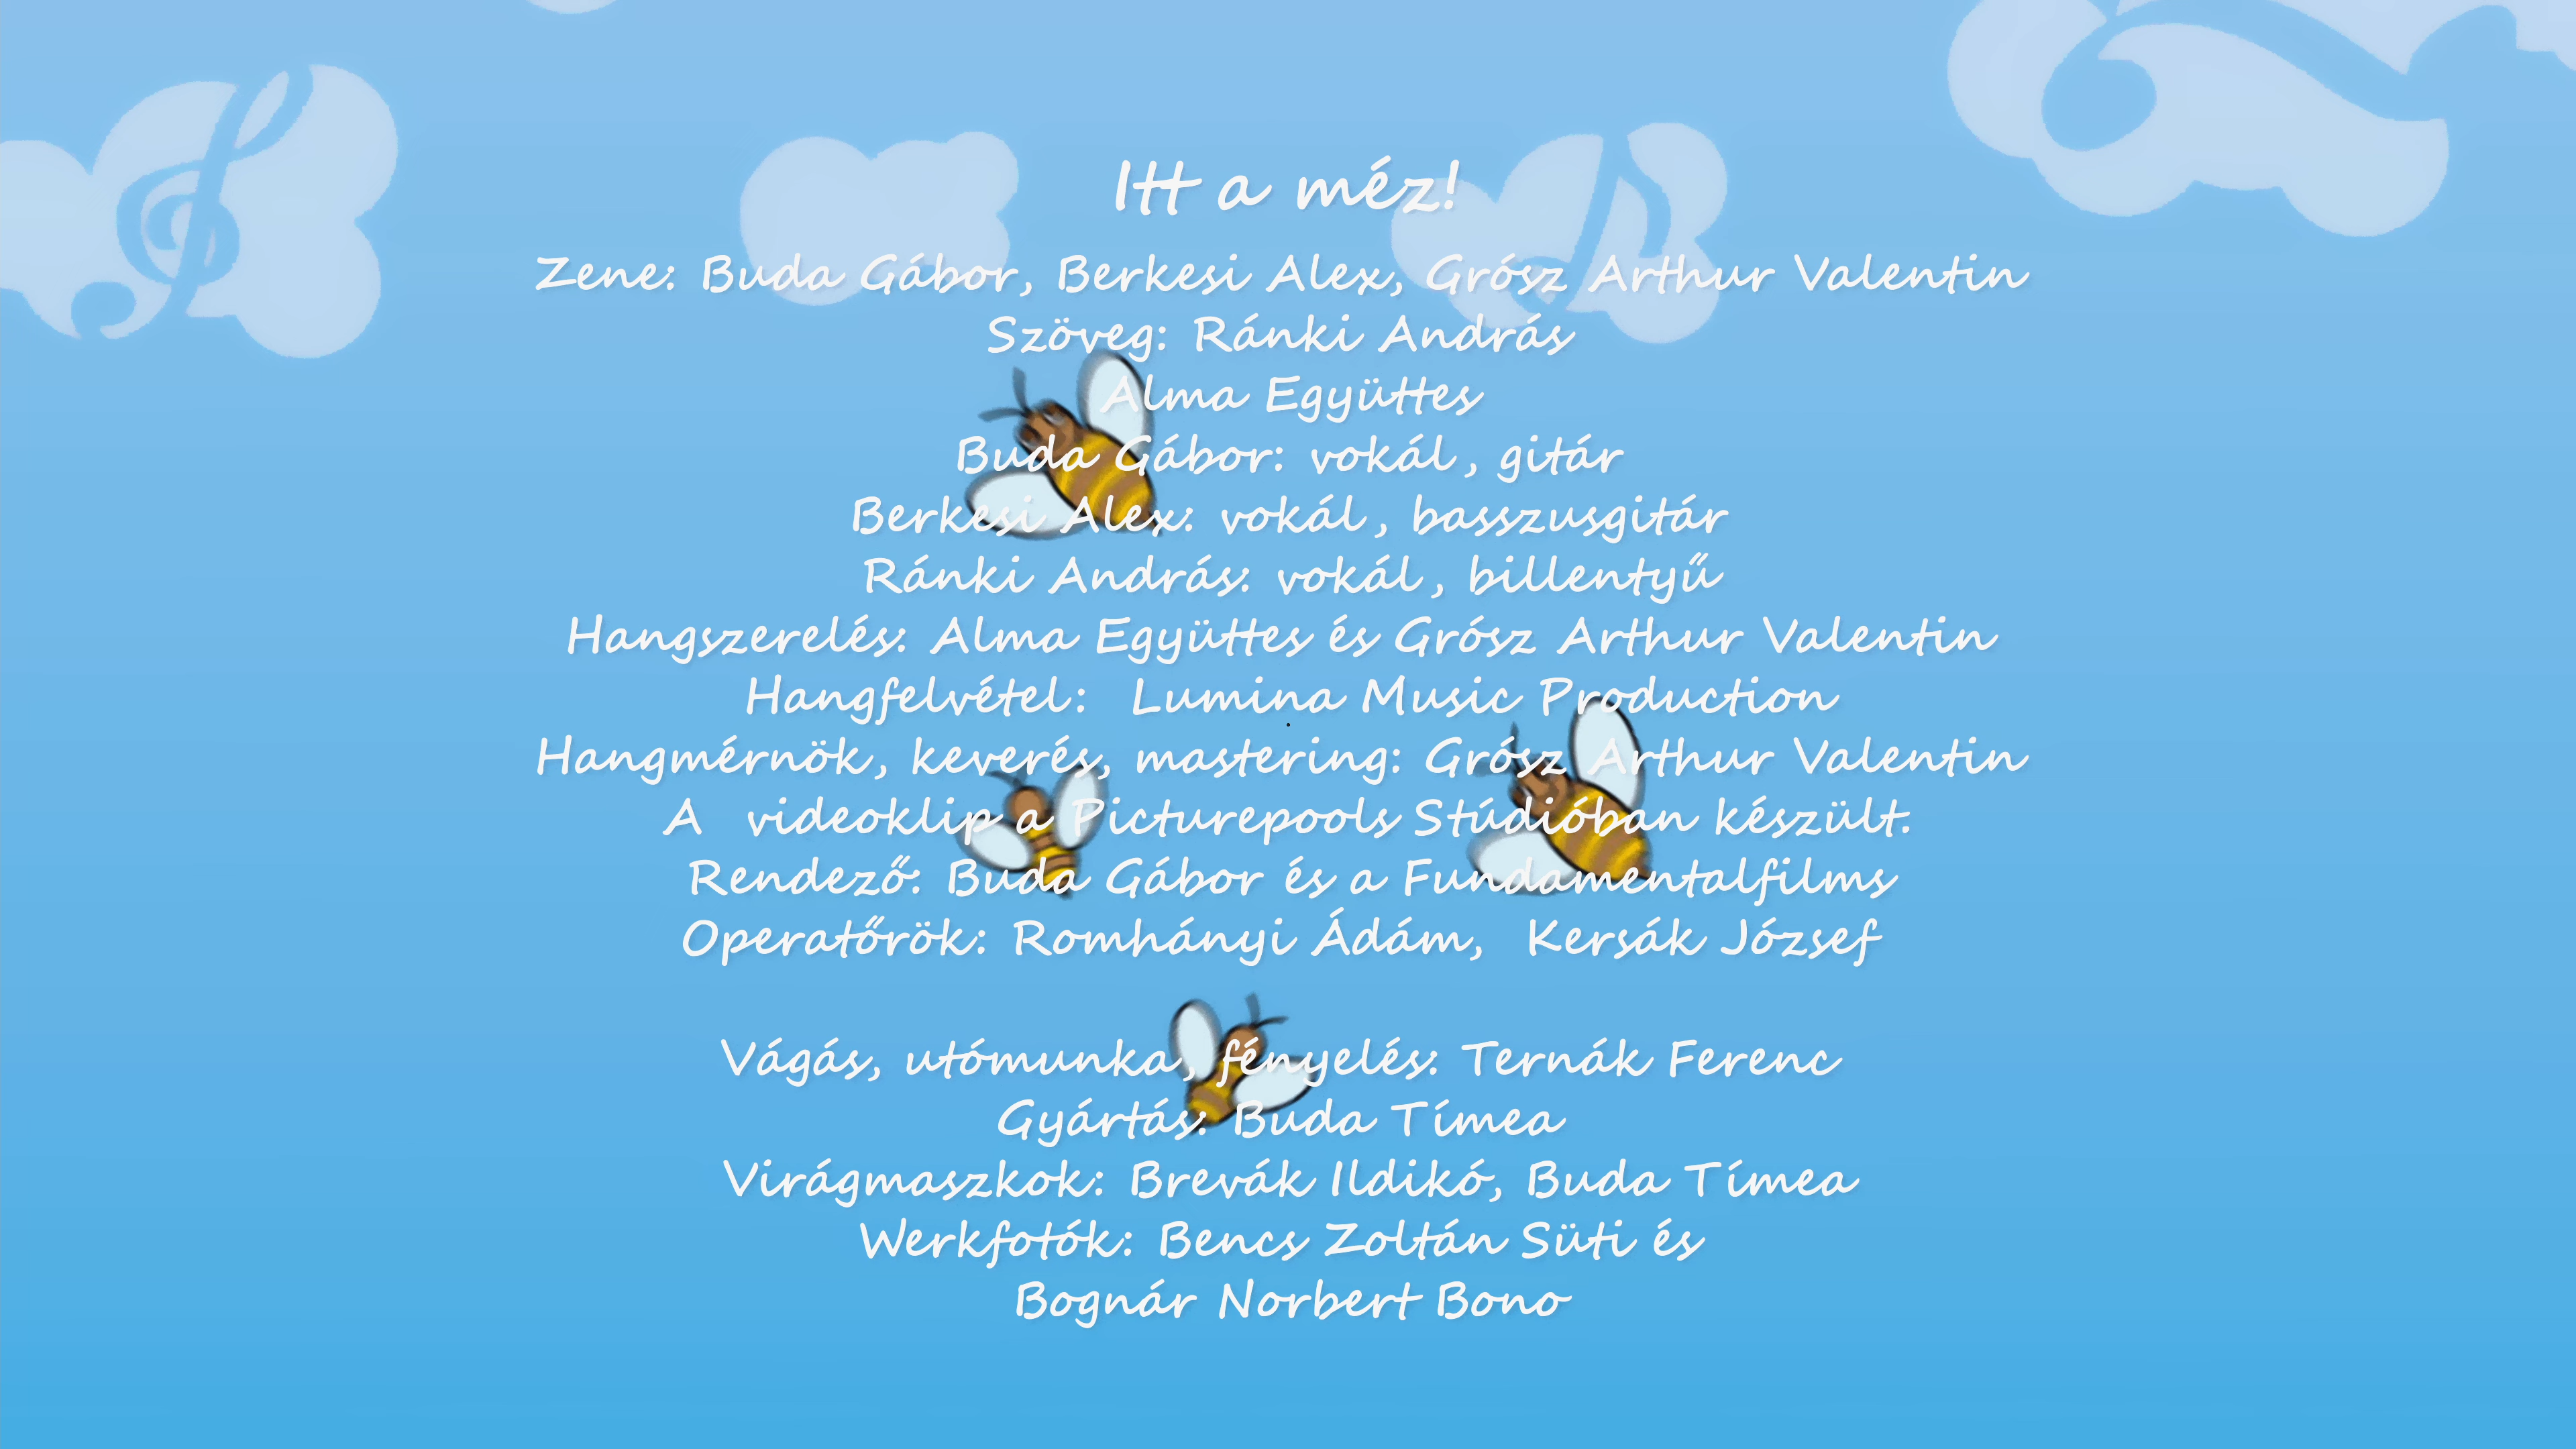 Itt a méz!
Zene: Buda Gábor, Berkesi Alex, Grósz Arthur Valentin
Szöveg: Ránki András
Alma Együttes
Buda Gábor: vokál, gitár
Berkesi Alex: vokál, basszusgitár
Ránki András: vokál, billentyű
Hangszerelés: Alma Együttes és Grósz Arthur Valentin
Hangfelvétel: Lumina Music Production
Hangmérnök, keverés, mastering: Grósz Arthur Valentin
A videoklip a Picturepools Stúdióban készült.
Rendező: Buda Gábor és a Fundamentalfilms
Operatőrök: Romhányi Ádám, Kersák József
Vágás, utómunka, fényelés: Ternák Ferenc
Gyártás: Buda Tímea
Virágmaszkok: Brevák Ildikó, Buda Tímea
Werkfotók: Bencs Zoltán Süti és
Bognár Norbert Bono